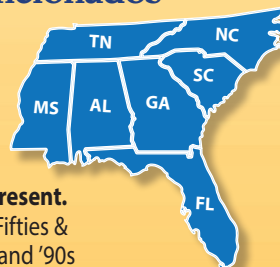 TN NC
SC
MS AL GA
FL
resent.
Fifties &
and ’90s